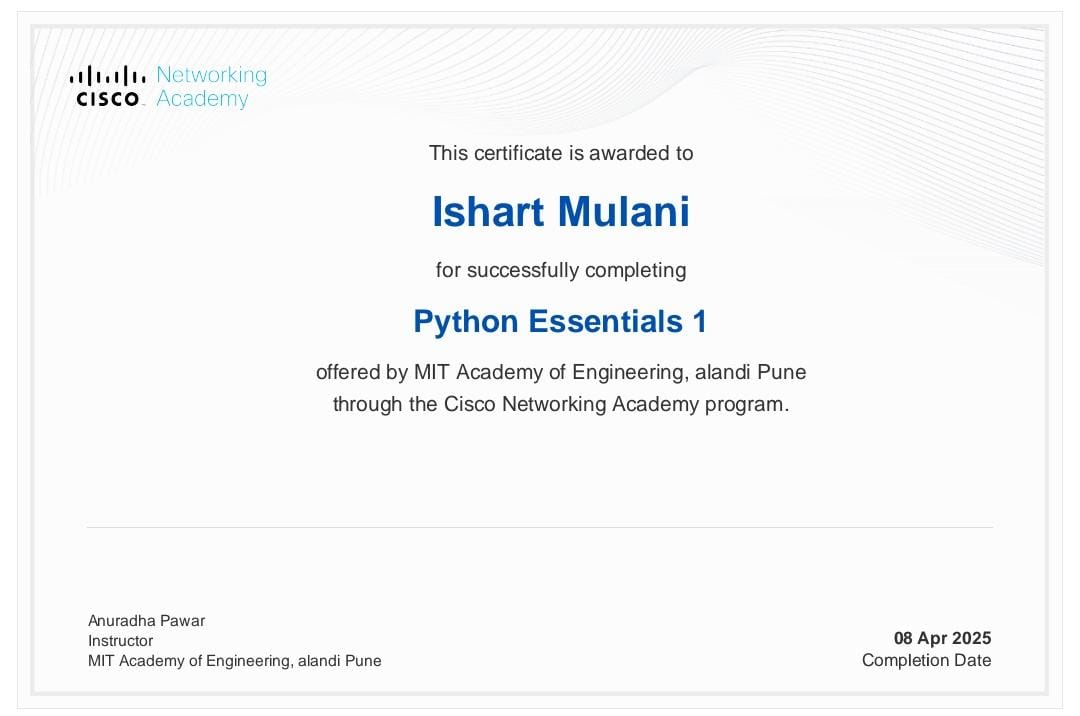 Networking
CISCO Academy
This certificate is awarded to
Ishart Mulani
for successfully completing
Python Essentials 1
offered by MIT Academy of Engineering, alandi Pune
through the Cisco Networking Academy program.
Anuradha Pawar
Instructor
MIT Academy of Engineering, alandi Pune
08 Apr 2025
Completion Date